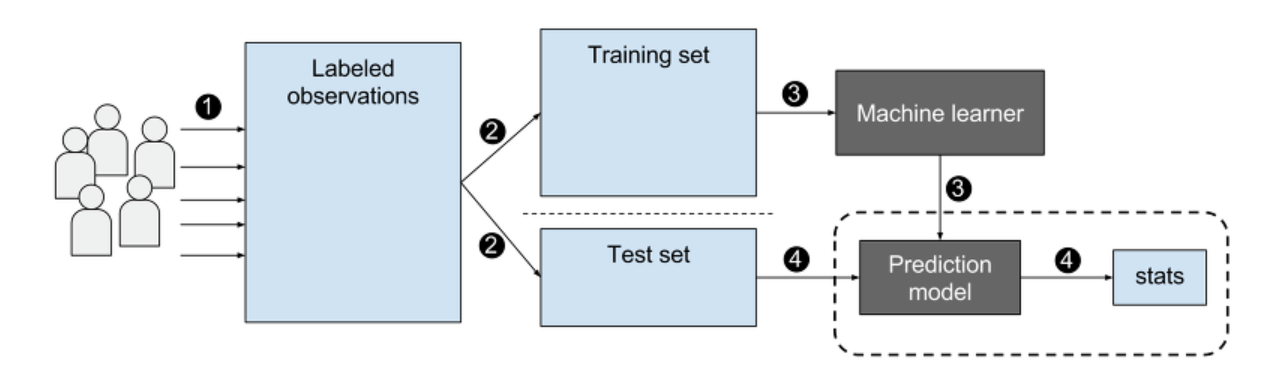 1
Labeled
observations
2
2
Training set
Test set
3
Machine learner
3
4
Prediction
model
4
stats